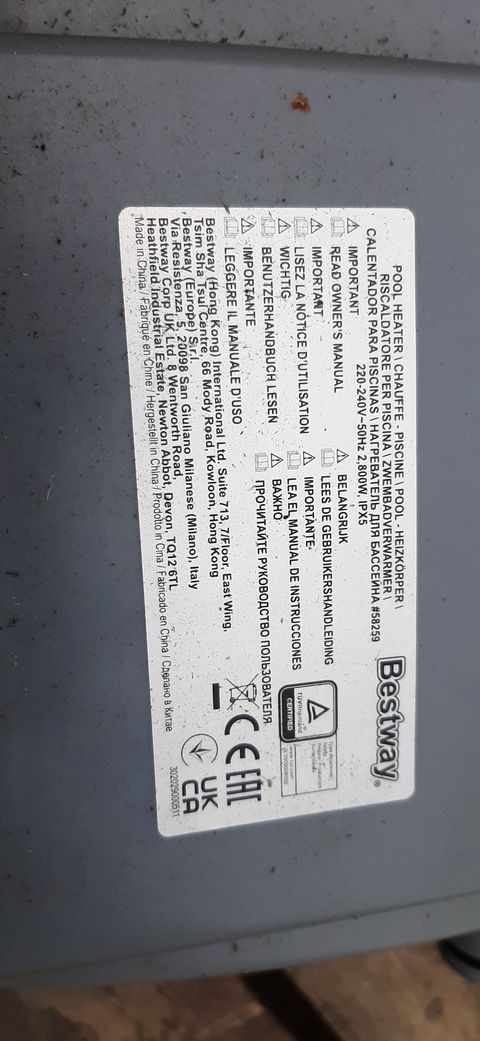 POOL HEATER \ CHAUFFE - PISCINE \ POOL - HEIZKÖRPER \
RISCALDATORE PER PISCINA \ ZWEMBADVERWARMER \
CALENTADOR PARA PISCINAS \ НАГРЕВАТЕЛЬ ДЛЯ БАССЕЙНА #58259
220-240V~50Hz 2,800W, IPX5
Bestway®
IMPORTANT
READ OWNER'S MANUAL
IMPORTANT
LISEZ LA NOTICE D'UTILISATION
WICHTIG
BENUTZERHANDBUCH LESEN
IMPORTANTE
LEGGERE IL MANUALE D'USO
BELANGRIJK
LEES DE GEBRUIKERSHANDLEIDING
IMPORTANTE
LEA EL MANUAL DE INSTRUCCIONES
ВАЖНО
ПРОЧИТАЙТЕ РУКОВОДСТВО ПОЛЬЗОВАТЕЛЯ
TÜVRheinland
CERTIFIED
CE EAC
UK
CA
Bestway (Hong Kong) International Ltd. Suite 713, 7/Floor, East Wing,
Tsim Sha Tsui Centre, 66 Mody Road, Kowloon, Hong Kong
Bestway (Europe) S.r.l.
Via Resistenza, 5, 20098 San Giuliano Milanese (Milano), Italy
Bestway Corp UK Ltd. 8 Wentworth Road,
Heathfield Industrial Estate, Newton Abbot, Devon, TQ12 6TL
Made in China / Fabriqué en Chine / Hergestellt in China / Prodotto in Cina / Fabricado en China / Сделано в Китае
302029000511